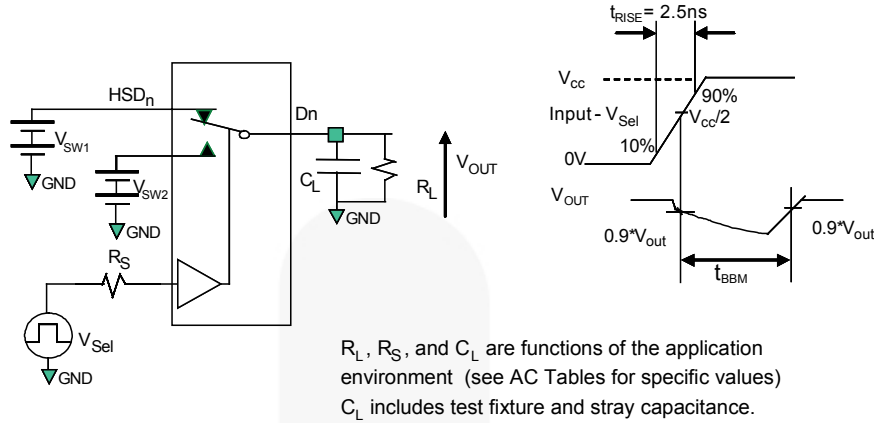 HSDn
Dn
VSW1
GND
VSW2
GND
CL
RL
VOUT
GND
RS
VSel
GND
tRISE= 2.5ns
Vcc
90%
Input - VSel
Vcc/2
10%
0V
VOUT
0.9*Vout
0.9*Vout
tBBM
RL , RS , and CL are functions of the application
environment (see AC Tables for specific values)
CL includes test fixture and stray capacitance.